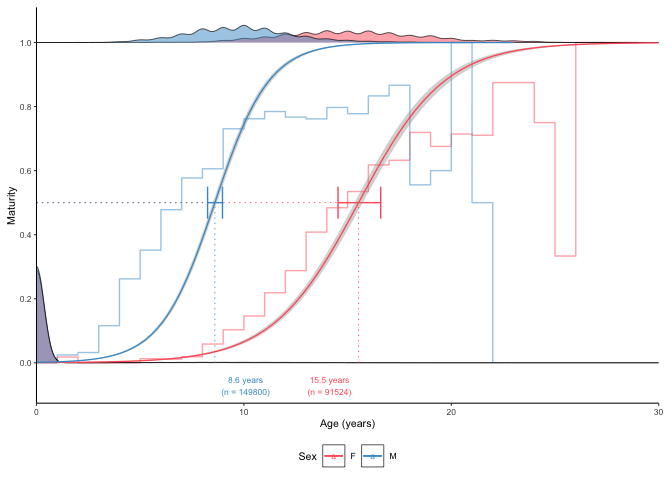 1.0
0.8
0.6
0.4
0.2
0.0
Maturity
8.6 years
(n = 149800)
15.5 years
(n = 91524)
0
10
20
30
Age (years)
Sex
F
M